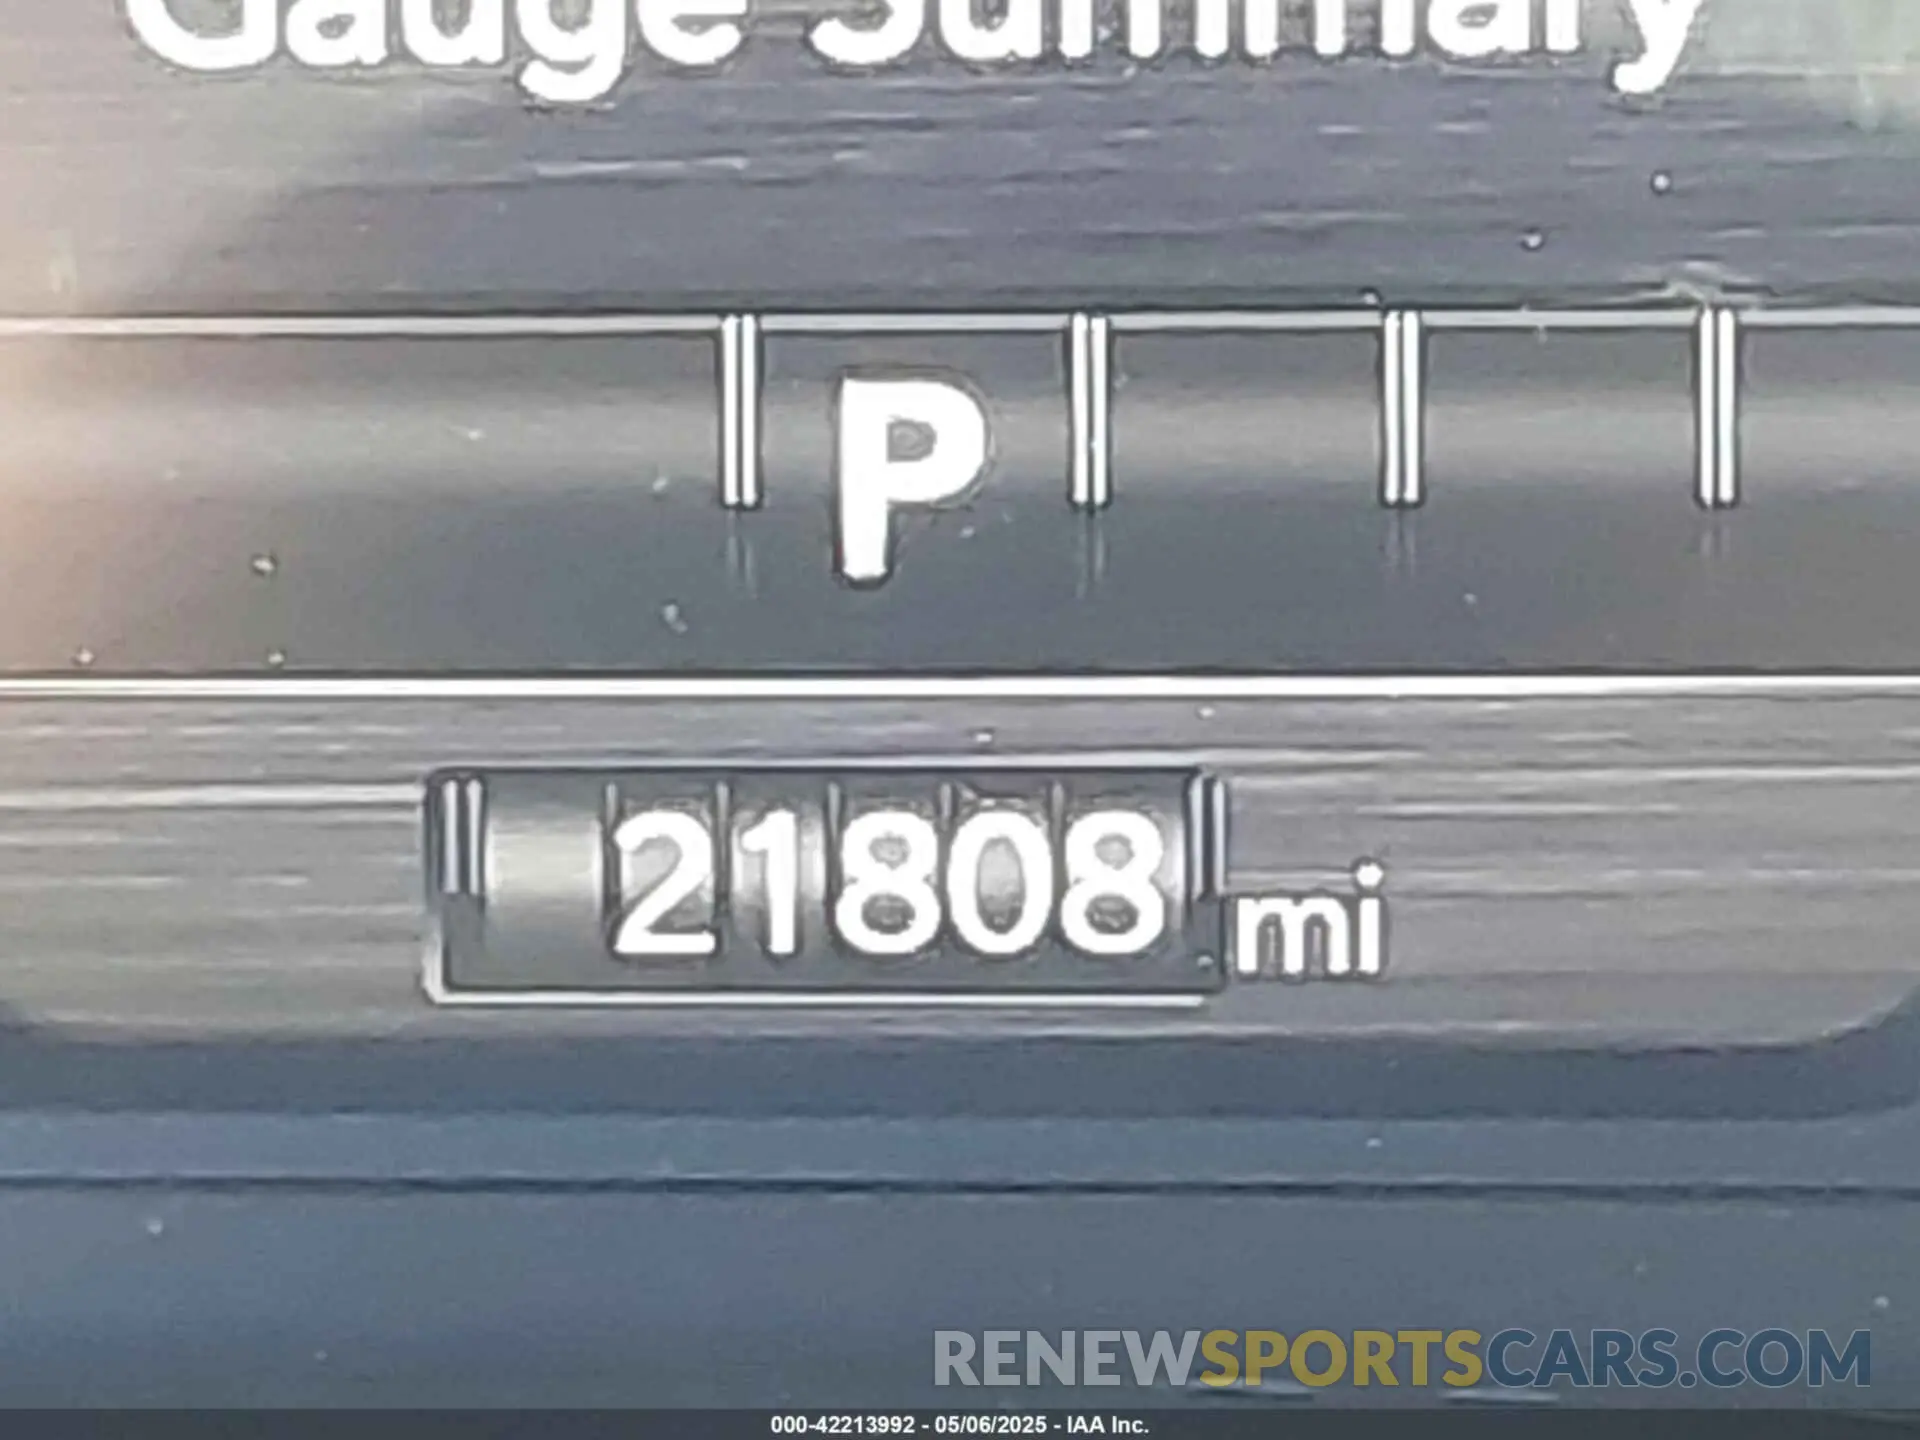 Gauge Summary
P
21808 mi
RENEWSPORTSCARS.COM
000-42213992 - 05/06/2025 - IAA Inc.